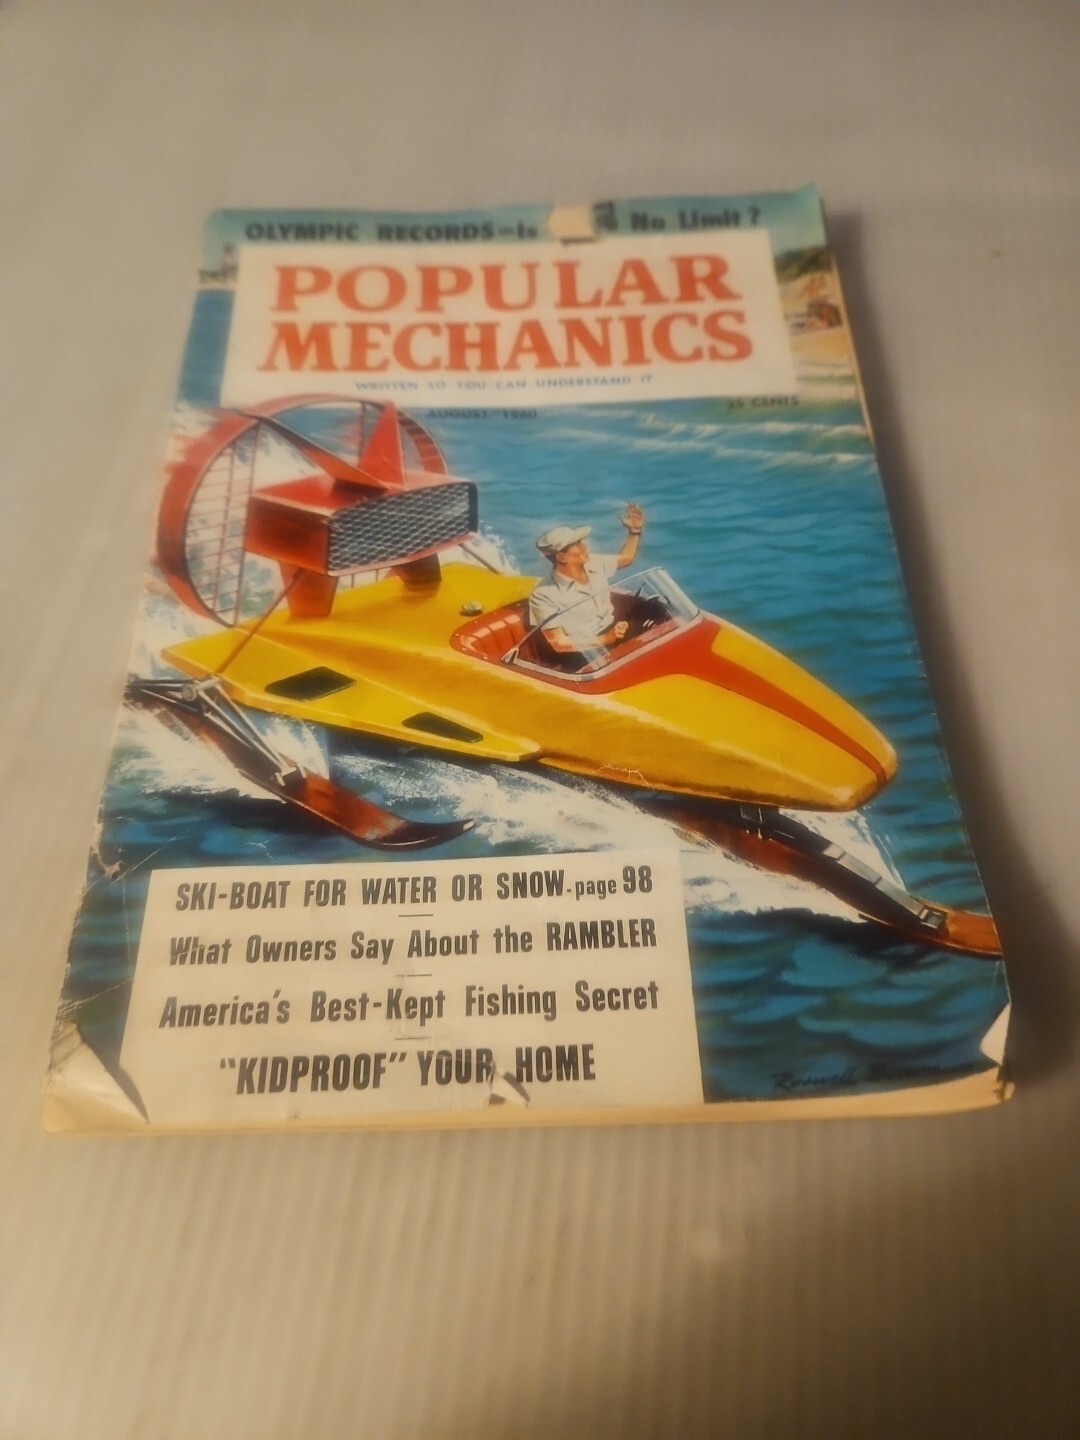 OLYMPIC RECORDS—Is No Limit?
POPULAR
MECHANICS
WRITTEN SO YOU CAN UNDERSTAND IT
AUGUST, 1960
35 CENTS
SKI-BOAT FOR WATER OR SNOW-page 98
What Owners Say About the RAMBLER
America's Best-Kept Fishing Secret
"KIDPROOF" YOUR HOME